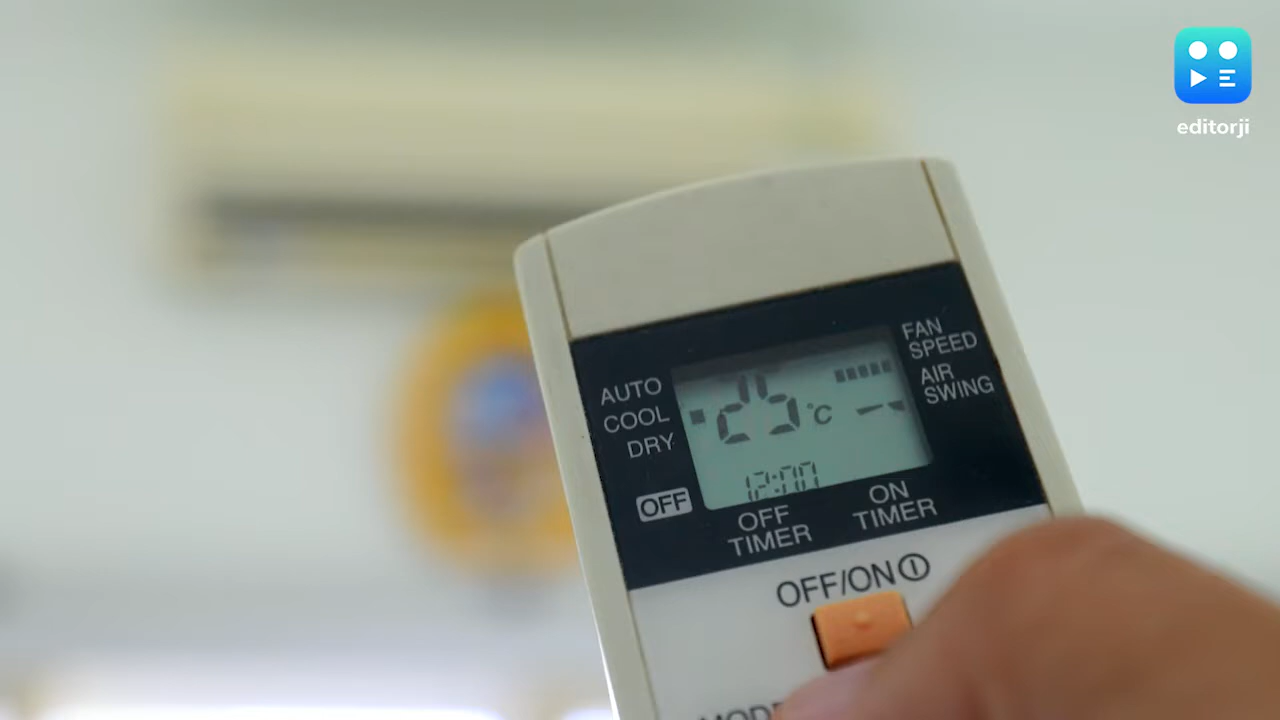 editorji
FAN
SPEED
AIR
SWING
AUTO
COOL
DRY
25°C
12:00
OFF
OFF
TIMER
ON
TIMER
OFF/ON